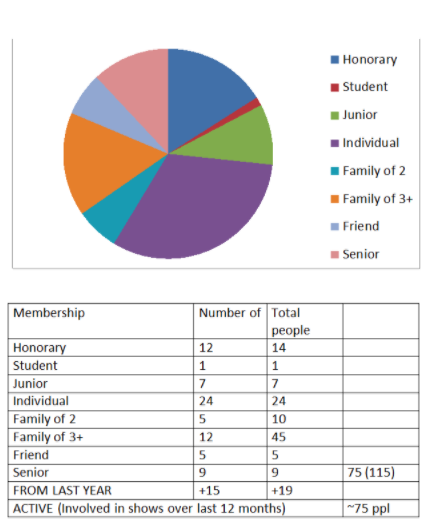 Honorary
Student
Junior
Individual
Family of 2
Family of 3+
Friend
Senior
Membership Number of Total people
Honorary 12 14
Student 1 1
Junior 7 7
Individual 24 24
Family of 2 5 10
Family of 3+ 12 45
Friend 5 5
Senior 9 9 75 (115)
FROM LAST YEAR +15 +19
ACTIVE (Involved in shows over last 12 months) ~75 ppl